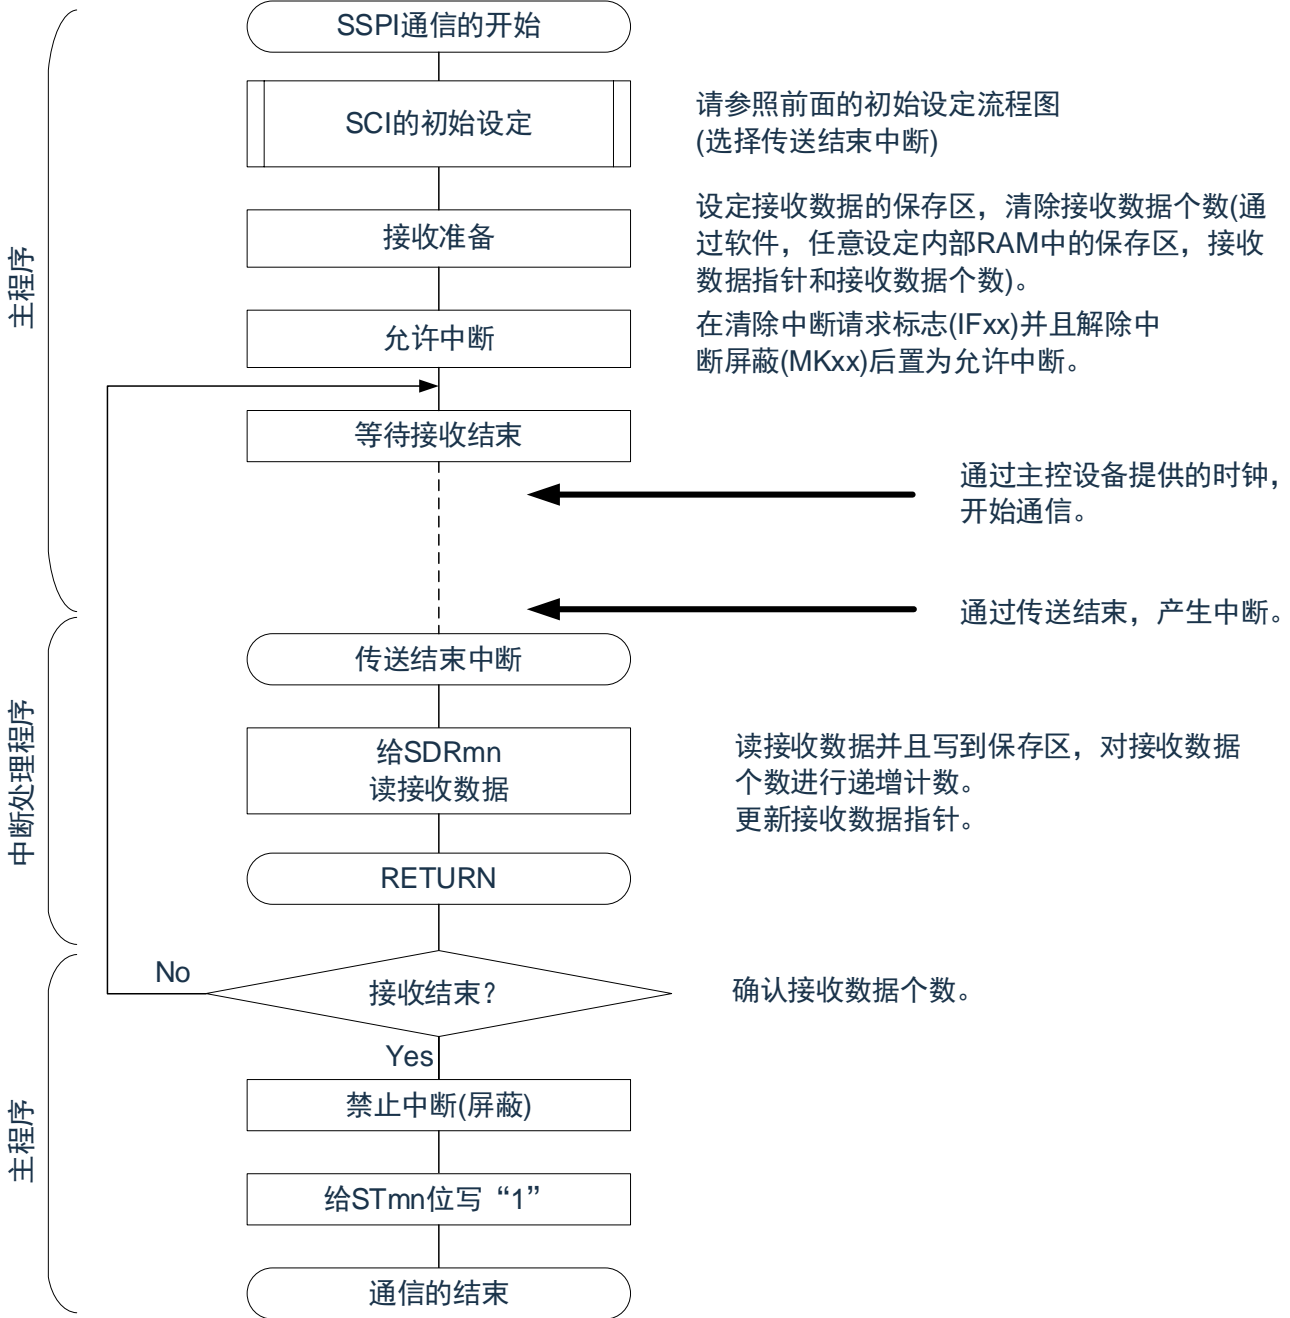 SSPI通信的开始
SCI的初始设定
请参照前面的初始设定流程图
(选择传送结束中断)
接收准备
设定接收数据的保存区，清除接收数据个数(通
过软件，任意设定内部RAM中的保存区，接收
数据指针和接收数据个数)。
允许中断
在清除中断请求标志(IFxx)并且解除中
断屏蔽(MKxx)后置为允许中断。
主程序
等待接收结束
通过主控设备提供的时钟，
开始通信。
通过传送结束，产生中断。
传送结束中断
中断处理程序
给SDRmn
读接收数据
读接收数据并且写到保存区，对接收数据
个数进行递增计数。
更新接收数据指针。
RETURN
No
接收结束?
确认接收数据个数。
Yes
主程序
禁止中断(屏蔽)
给STmn位写“1”
通信的结束